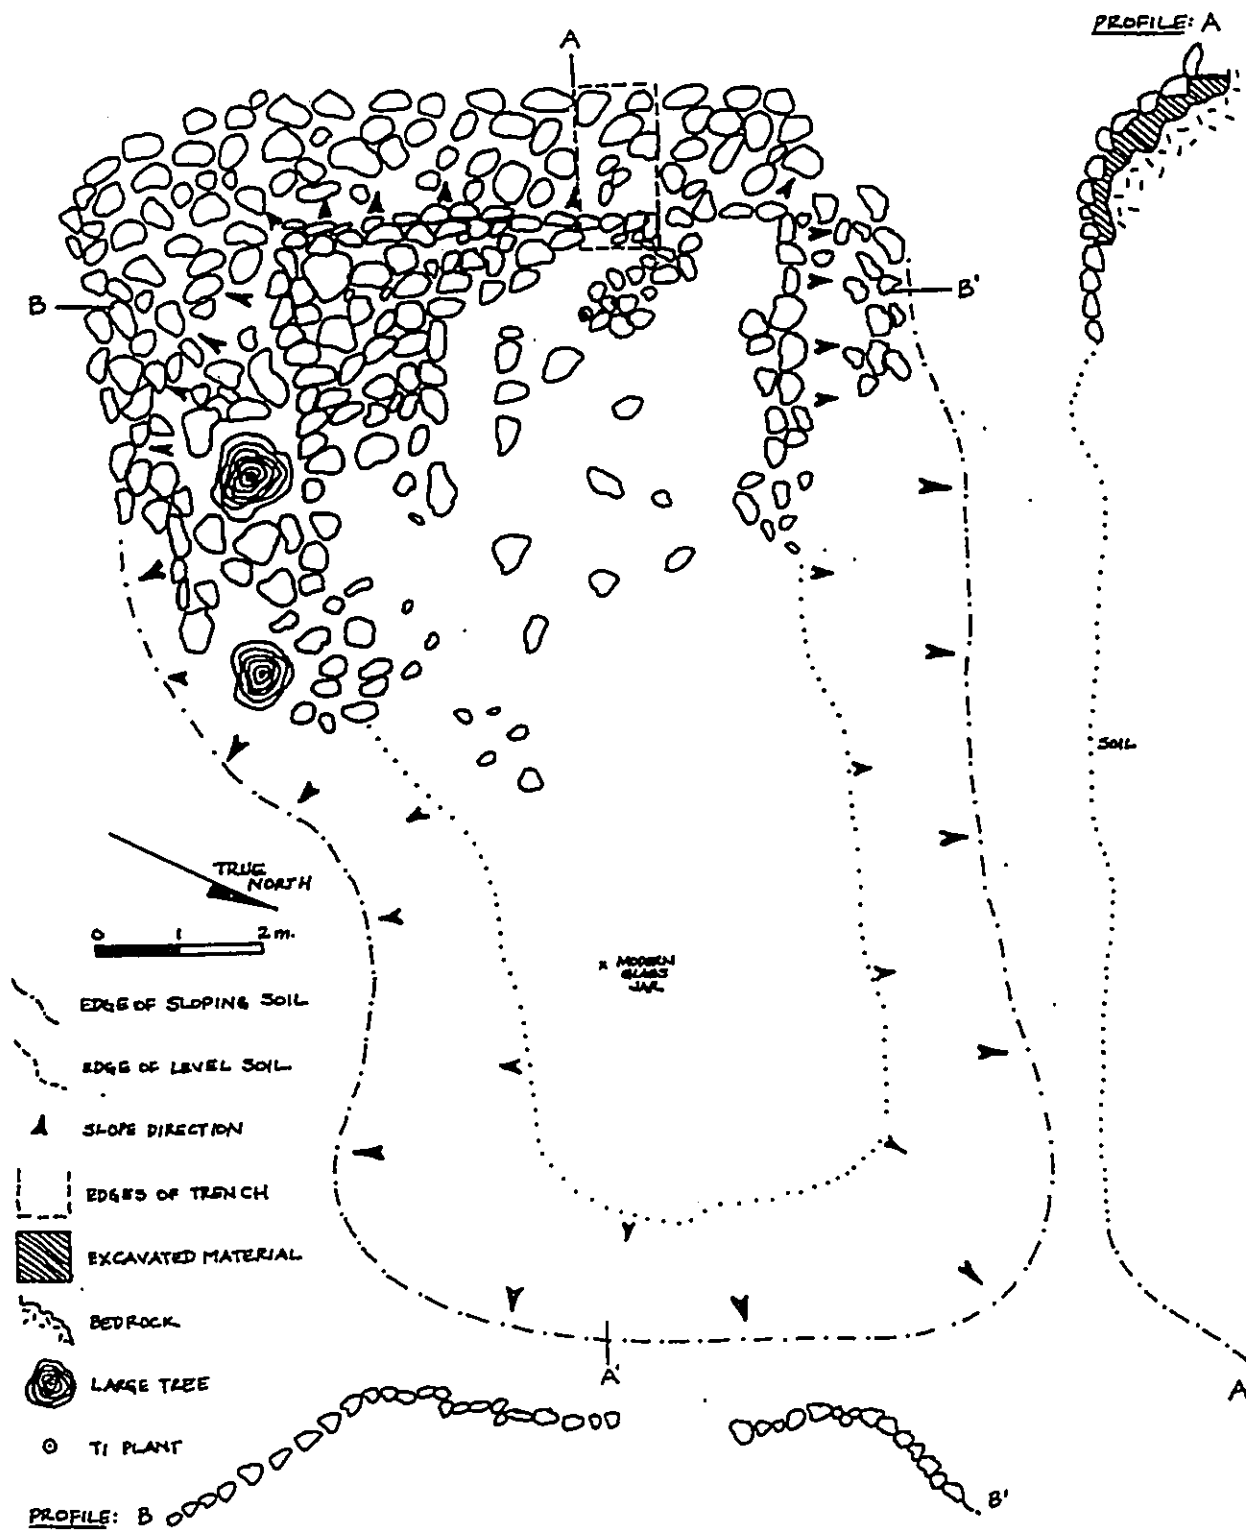 PROFILE: A
A
B
B'
SOIL
TRUE
NORTH
0 1 2 m.
MODERN
GLASS
JAR
EDGE OF SLOPING SOIL
EDGE OF LEVEL SOIL
SLOPE DIRECTION
EDGES OF TRENCH
EXCAVATED MATERIAL
BEDROCK
LARGE TREE
TI PLANT
A'
A
PROFILE: B
B'